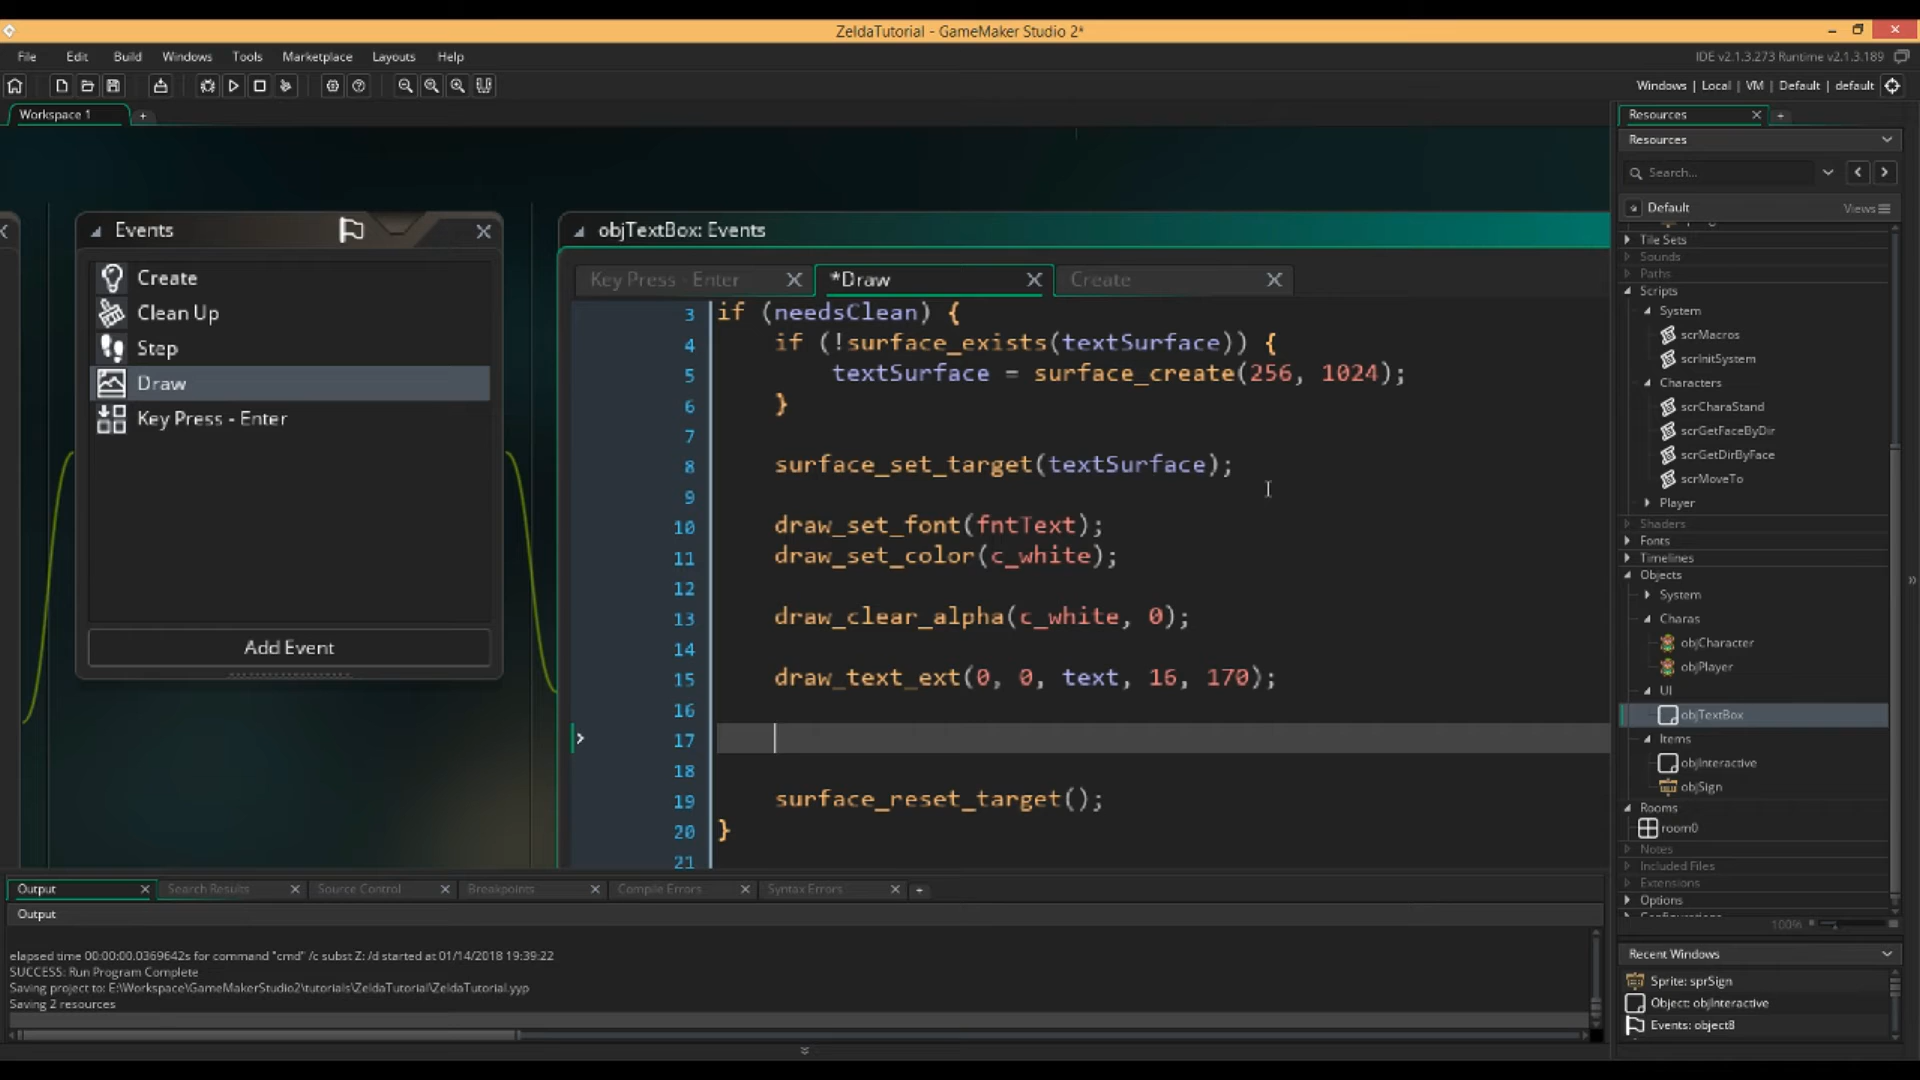 ZeldaTutorial - GameMaker Studio 2*
File Edit Build Windows Tools Marketplace Layouts Help
IDE v2.1.3.273 Runtime v2.1.3.189
Windows | Local | VM | Default | default
Workspace 1
Resources
Resources
Search...
Default
Views
Tile Sets
Sounds
Paths
Scripts
System
scrMacros
scrInitSystem
Characters
scrCharaStand
scrGetFaceByDir
scrGetDirByFace
scrMoveTo
Player
Shaders
Fonts
Timelines
Objects
System
Charas
objCharacter
objPlayer
UI
objTextBox
Items
objInteractive
objSign
Rooms
room0
Notes
Included Files
Extensions
Options
100%
Recent Windows
Sprite: sprSign
Object: objInteractive
Events: object8
Events
Create
Clean Up
Step
Draw
Key Press - Enter
Add Event
objTextBox: Events
Key Press - Enter
*Draw
Create
3 if (needsClean) {
4 if (!surface_exists(textSurface)) {
5 textSurface = surface_create(256, 1024);
6 }
7
8 surface_set_target(textSurface);
9
10 draw_set_font(fntText);
11 draw_set_color(c_white);
12
13 draw_clear_alpha(c_white, 0);
14
15 draw_text_ext(0, 0, text, 16, 170);
16
17
18
19 surface_reset_target();
20 }
21
Output
Search Results
Source Control
Breakpoints
Compile Errors
Syntax Errors
Output
elapsed time 00:00:00.0369642s for command "cmd" /c subst Z: /d started at 01/14/2018 19:39:22
SUCCESS: Run Program Complete
Saving project to: E:\Workspace\GameMakerStudio2\tutorials\ZeldaTutorial\ZeldaTutorial.yyp
Saving 2 resources